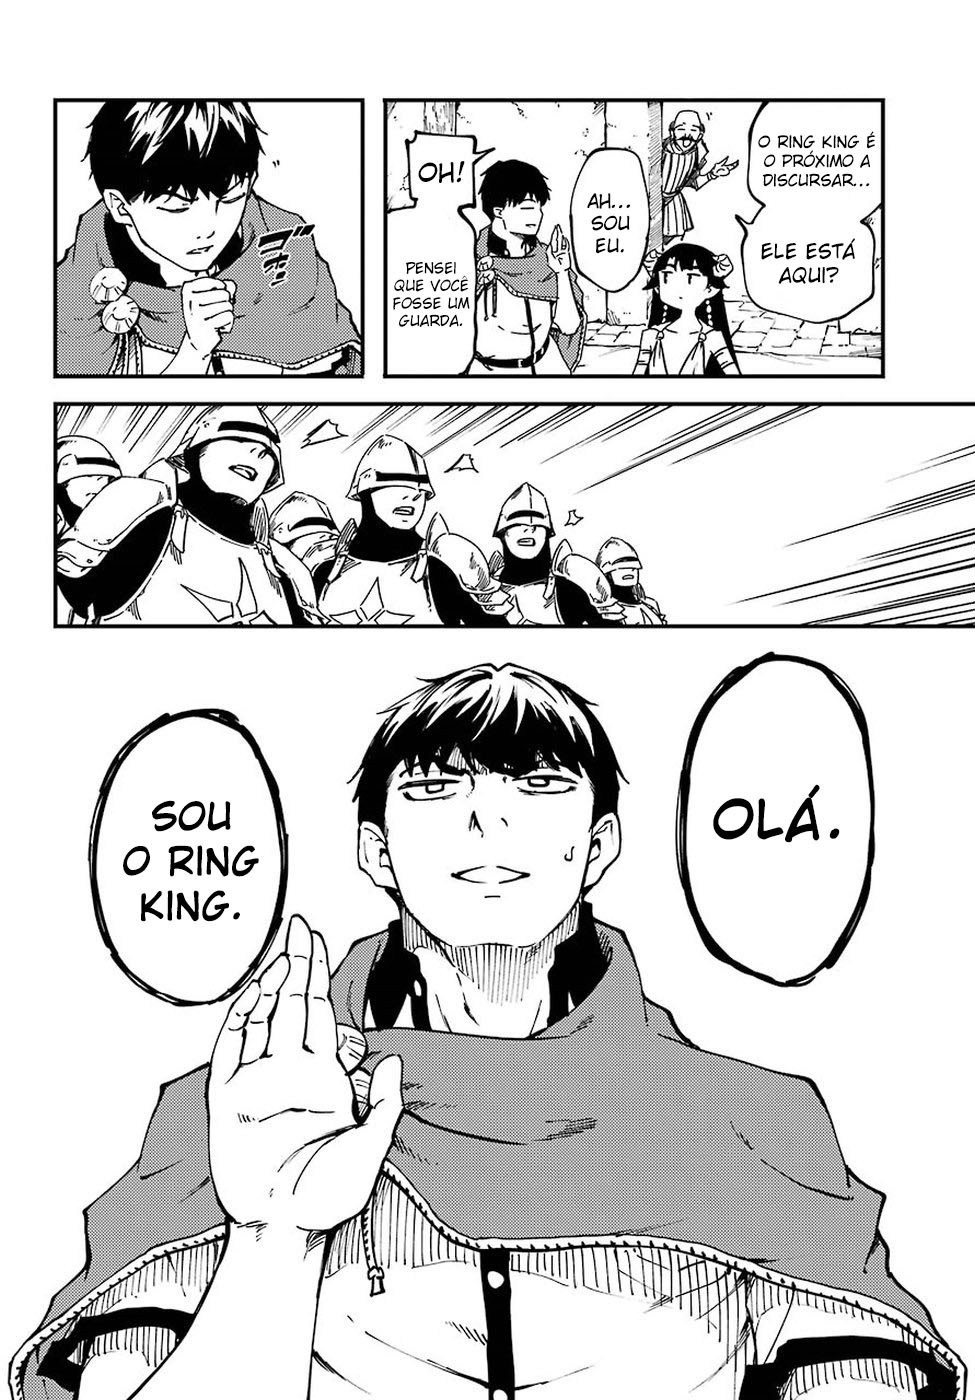 O RING KING É
O PRÓXIMO A
DISCURSAR...
ELE ESTÁ
AQUI?
AH...
SOU
EU.
OH!
PENSEI
QUE VOCÊ
FOSSE UM
GUARDA.
OLÁ.
SOU
O RING
KING.